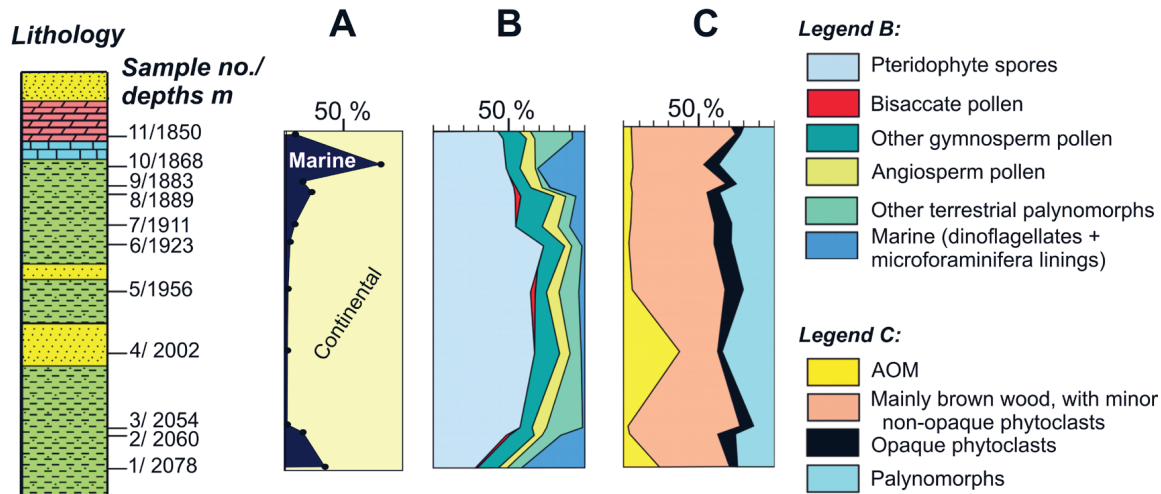 Lithology
Sample no./
depths m
11/1850
10/1868
9/1883
8/1889
7/1911
6/1923
5/1956
4/ 2002
3/ 2054
2/ 2060
1/ 2078
A
50 %
Marine
Continental
B
50 %
C
50 %
Legend B:
Pteridophyte spores
Bisaccate pollen
Other gymnosperm pollen
Angiosperm pollen
Other terrestrial palynomorphs
Marine (dinoflagellates +
microforaminifera linings)
Legend C:
AOM
Mainly brown wood, with minor
non-opaque phytoclasts
Opaque phytoclasts
Palynomorphs